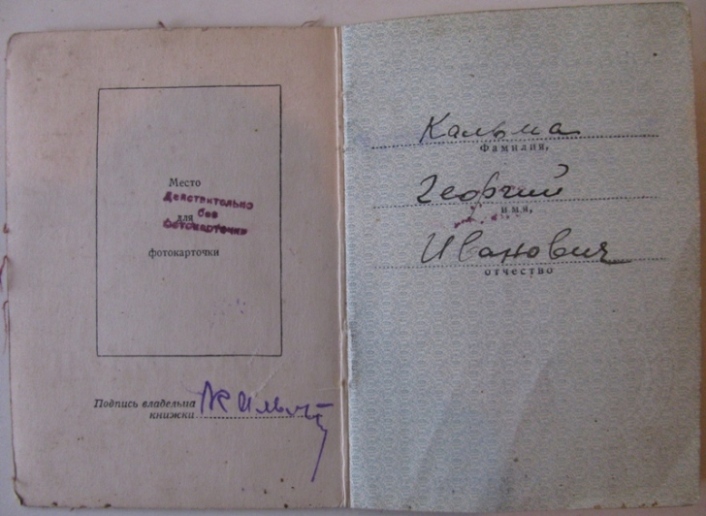 Место
Действительно
для без
фотокарточки
фотокарточки
Подпись владельца
книжки
Кальма
Фамилия,
Георгий
имя,
Иванович
отчество